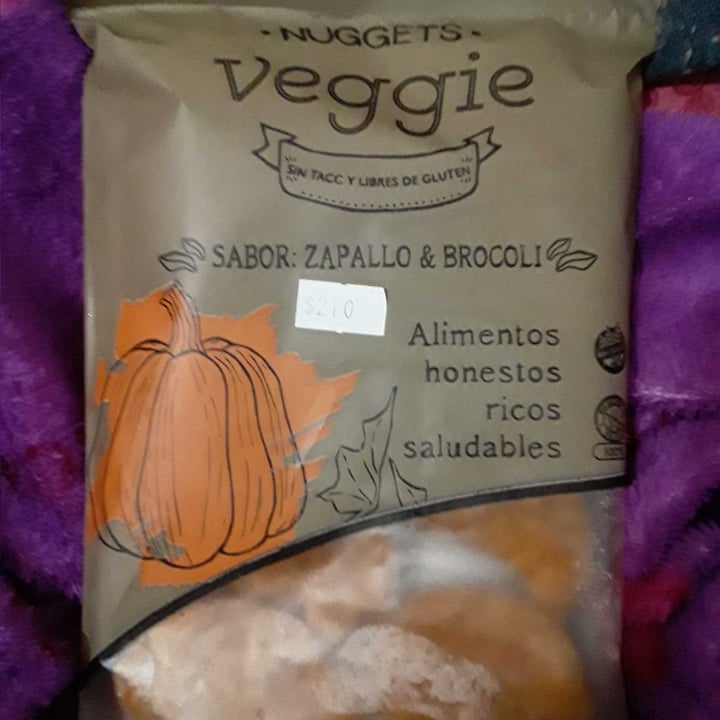 - NUGGETS -
veggie
SIN TACC Y LIBRES DE GLUTEN
SABOR: ZAPALLO & BROCOLI
$210
Alimentos
honestos
ricos
saludables